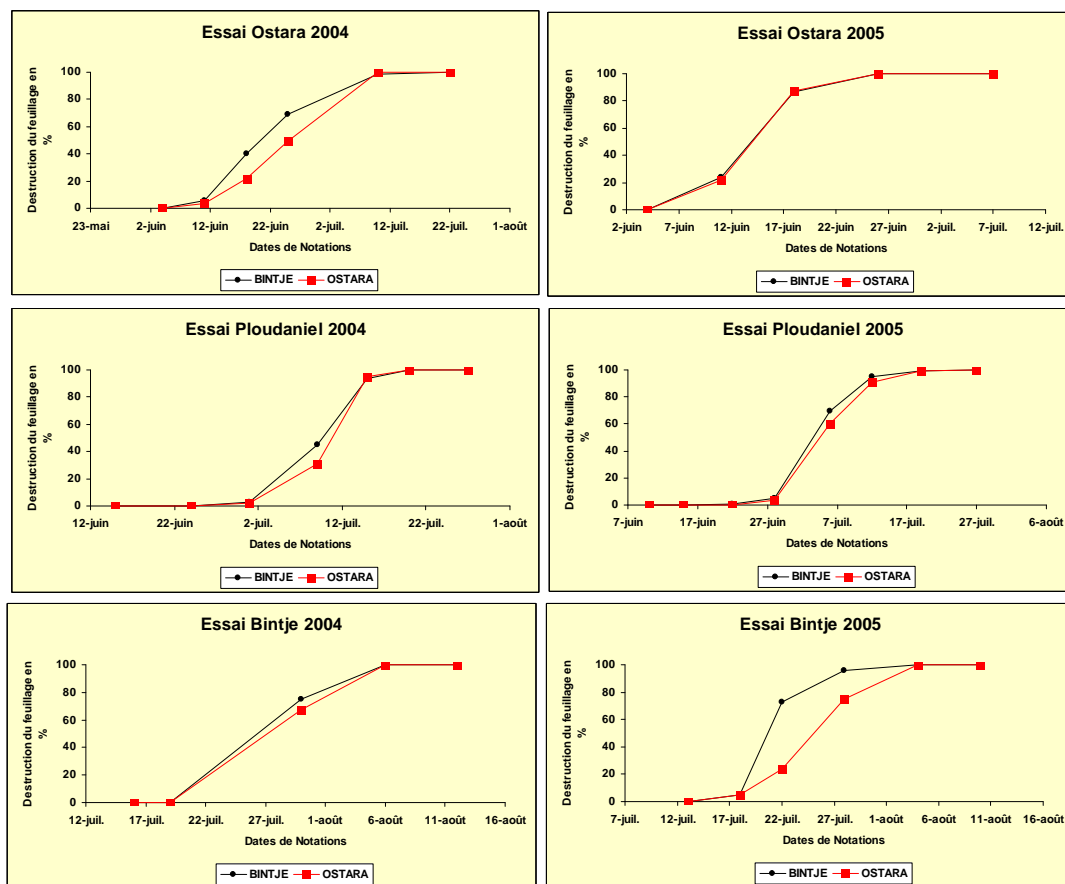 Essai Ostara 2004
Destruction du feuillage en
%
100
80
60
40
20
0
23-mai 2-juin 12-juin 22-juin 2-juil. 12-juil. 22-juil. 1-août
Dates de Notations
BINTJE OSTARA
Essai Ostara 2005
Destruction du feuillage en
%
100
80
60
40
20
0
2-juin 7-juin 12-juin 17-juin 22-juin 27-juin 2-juil. 7-juil. 12-juil.
Dates de Notations
BINTJE OSTARA
Essai Ploudaniel 2004
Destruction du feuillage en
%
100
80
60
40
20
0
12-juin 22-juin 2-juil. 12-juil. 22-juil. 1-août
Dates de Notations
BINTJE OSTARA
Essai Ploudaniel 2005
Destruction du feuillage en
%
100
80
60
40
20
0
7-juin 17-juin 27-juin 7-juil. 17-juil. 27-juil. 6-août
Dates de Notations
BINTJE OSTARA
Essai Bintje 2004
Destruction du feuillage en
%
100
80
60
40
20
0
12-juil. 17-juil. 22-juil. 27-juil. 1-août 6-août 11-août 16-août
Dates de Notations
BINTJE OSTARA
Essai Bintje 2005
Destruction du feuillage en
%
100
80
60
40
20
0
7-juil. 12-juil. 17-juil. 22-juil. 27-juil. 1-août 6-août 11-août 16-août
Dates de Notations
BINTJE OSTARA